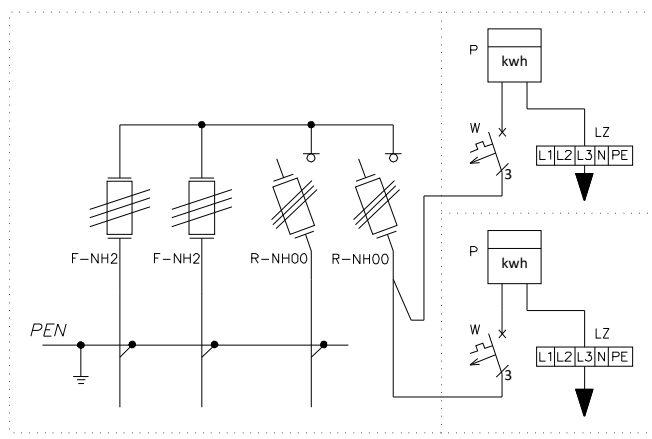 P
kwh
W
3
LZ
L1 L2 L3 N PE
F-NH2 F-NH2 R-NH00 R-NH00
PEN
P
kwh
W
3
LZ
L1 L2 L3 N PE